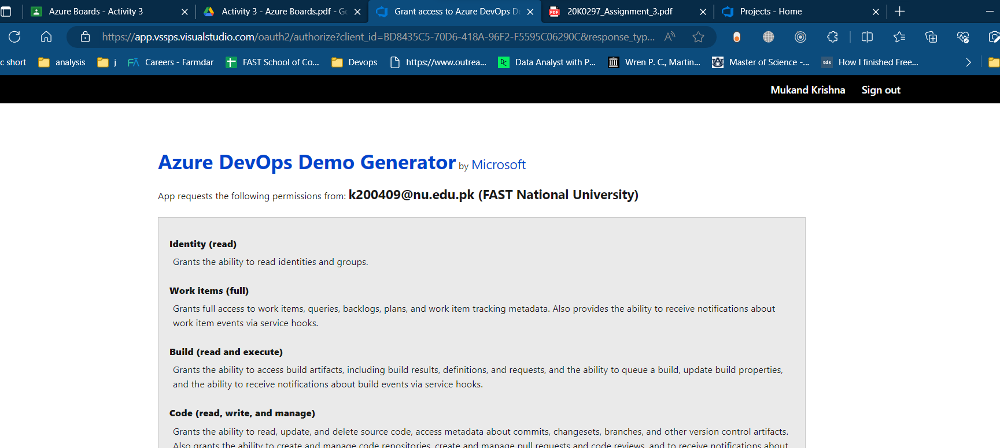 Azure Boards - Activity 3
Activity 3 - Azure Boards.pdf - Go
Grant access to Azure DevOps De
20K0297_Assignment_3.pdf
Projects - Home
https://app.vssps.visualstudio.com/oauth2/authorize?client_id=BD8435C5-70D6-418A-96F2-F5595C06290C&response_typ...
c short
analysis
j
Careers - Farmdar
FAST School of Co...
Devops
https://www.outrea...
Data Analyst with P...
Wren P. C., Martin...
Master of Science -...
tds
How I finished Free...
Mukand Krishna
Sign out
Azure DevOps Demo Generator by Microsoft
App requests the following permissions from: k200409@nu.edu.pk (FAST National University)
Identity (read)
Grants the ability to read identities and groups.
Work items (full)
Grants full access to work items, queries, backlogs, plans, and work item tracking metadata. Also provides the ability to receive notifications about
work item events via service hooks.
Build (read and execute)
Grants the ability to access build artifacts, including build results, definitions, and requests, and the ability to queue a build, update build properties,
and the ability to receive notifications about build events via service hooks.
Code (read, write, and manage)
Grants the ability to read, update, and delete source code, access metadata about commits, changesets, branches, and other version control artifacts.
Also grants the ability to create and manage code repositories, create and manage pull requests and code reviews, and to receive notifications about